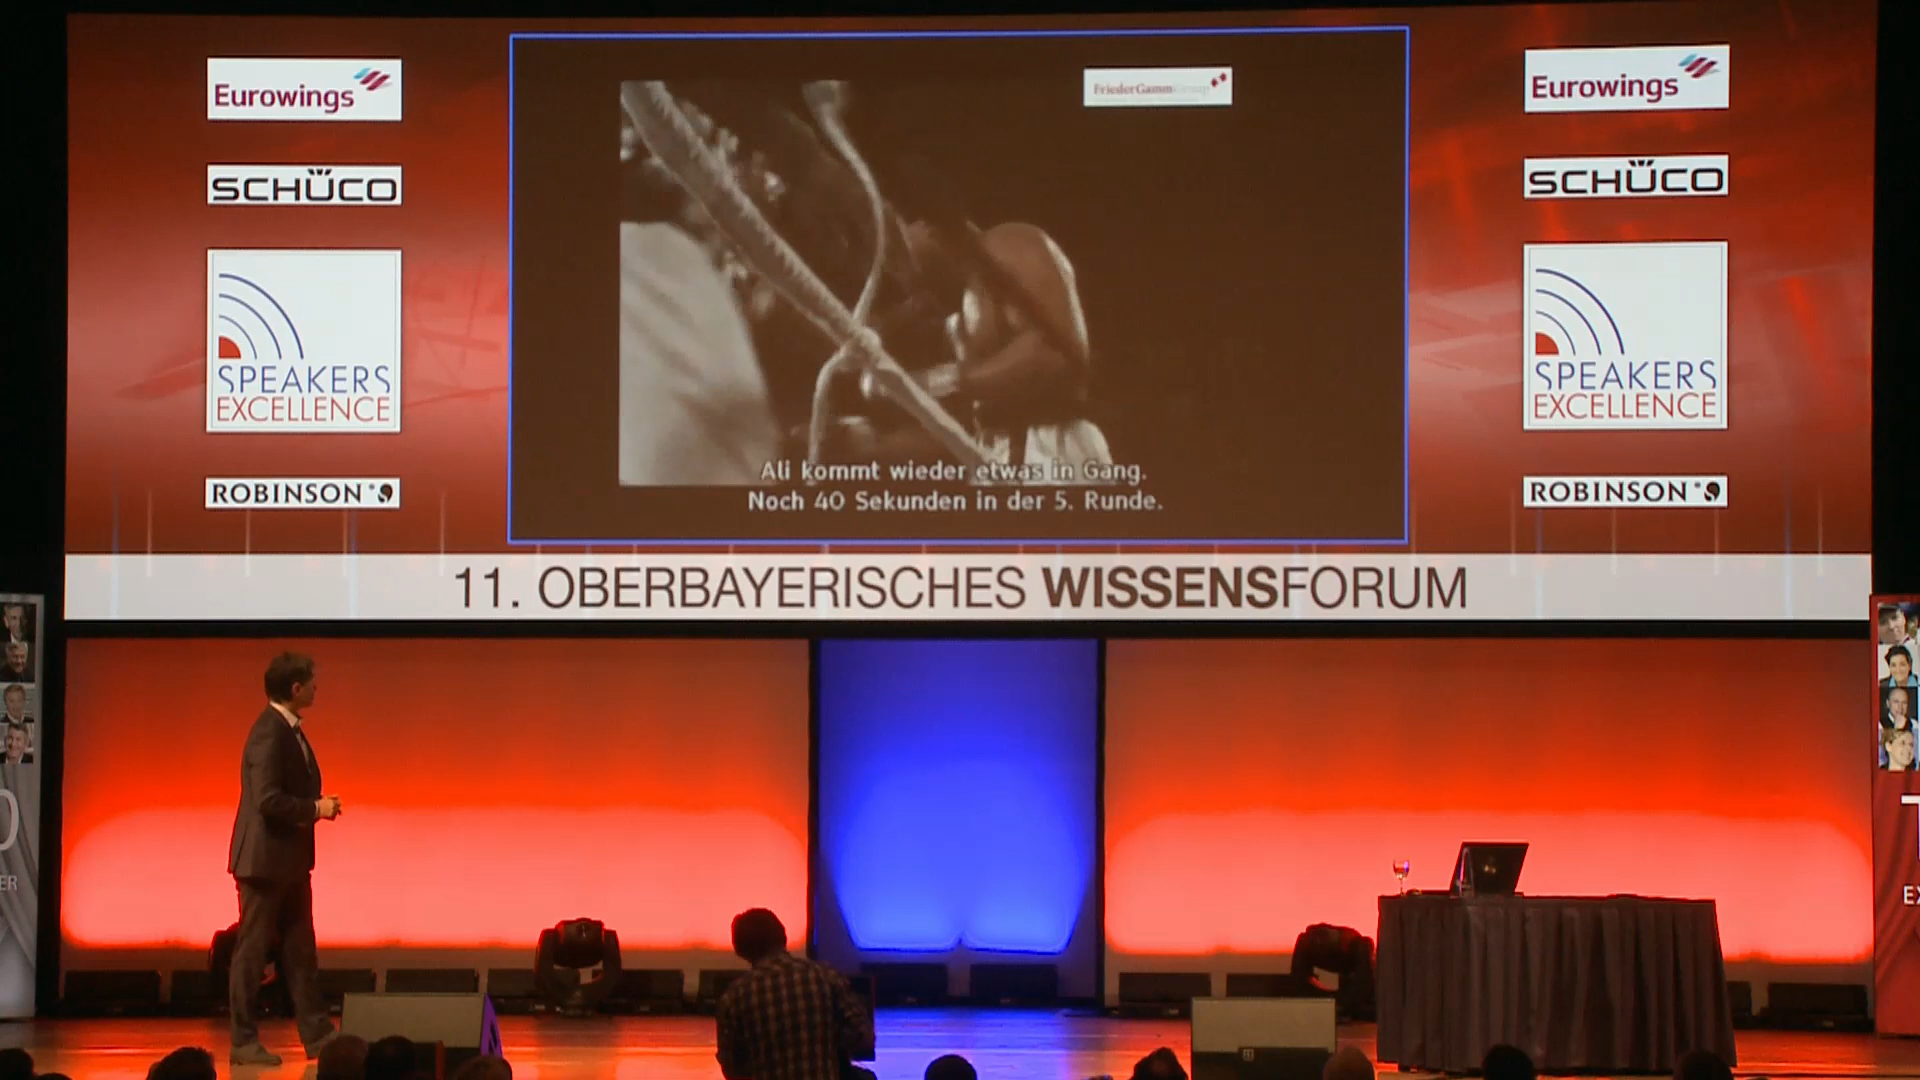 Eurowings
SCHÜCO
SPEAKERS
EXCELLENCE
ROBINSON
FriederGammGroup
Ali kommt wieder etwas in Gang.
Noch 40 Sekunden in der 5. Runde.
Eurowings
SCHÜCO
SPEAKERS
EXCELLENCE
ROBINSON
11. OBERBAYERISCHES WISSENSFORUM